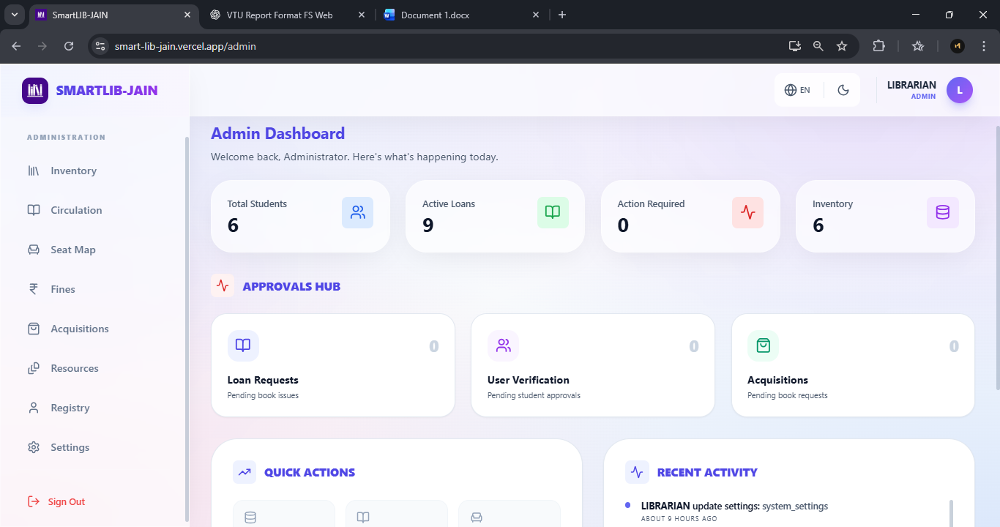 SmartLIB-JAIN
VTU Report Format FS Web
Document 1.docx
smart-lib-jain.vercel.app/admin
SMARTLIB-JAIN
EN
LIBRARIAN
ADMIN
L
ADMINISTRATION
Inventory
Circulation
Seat Map
Fines
Acquisitions
Resources
Registry
Settings
Sign Out
Admin Dashboard
Welcome back, Administrator. Here's what's happening today.
Total Students
6
Active Loans
9
Action Required
0
Inventory
6
APPROVALS HUB
0
Loan Requests
Pending book issues
0
User Verification
Pending student approvals
0
Acquisitions
Pending book requests
QUICK ACTIONS
RECENT ACTIVITY
LIBRARIAN update settings: system_settings
ABOUT 9 HOURS AGO